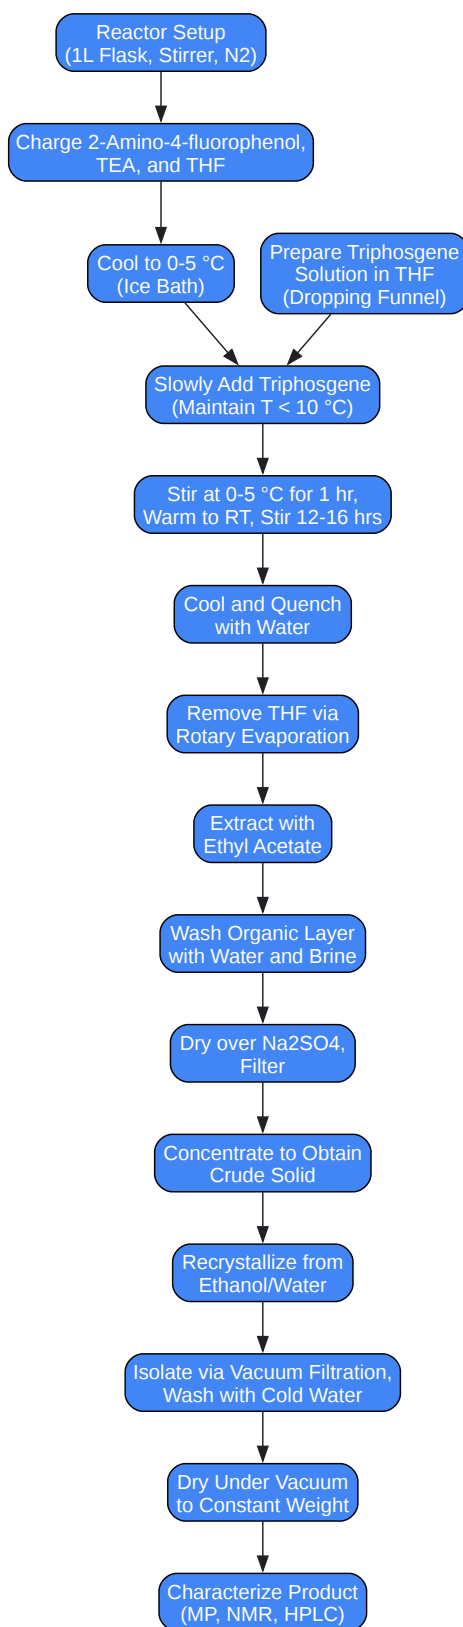 Reactor Setup
(1L Flask, Stirrer, N2)
Charge 2-Amino-4-fluorophenol,
TEA, and THF
Cool to 0-5 °C
(Ice Bath)
Prepare Triphosgene
Solution in THF
(Dropping Funnel)
Slowly Add Triphosgene
(Maintain T < 10 °C)
Stir at 0-5 °C for 1 hr,
Warm to RT, Stir 12-16 hrs
Cool and Quench
with Water
Remove THF via
Rotary Evaporation
Extract with
Ethyl Acetate
Wash Organic Layer
with Water and Brine
Dry over Na2SO4,
Filter
Concentrate to Obtain
Crude Solid
Recrystallize from
Ethanol/Water
Isolate via Vacuum Filtration,
Wash with Cold Water
Dry Under Vacuum
to Constant Weight
Characterize Product
(MP, NMR, HPLC)